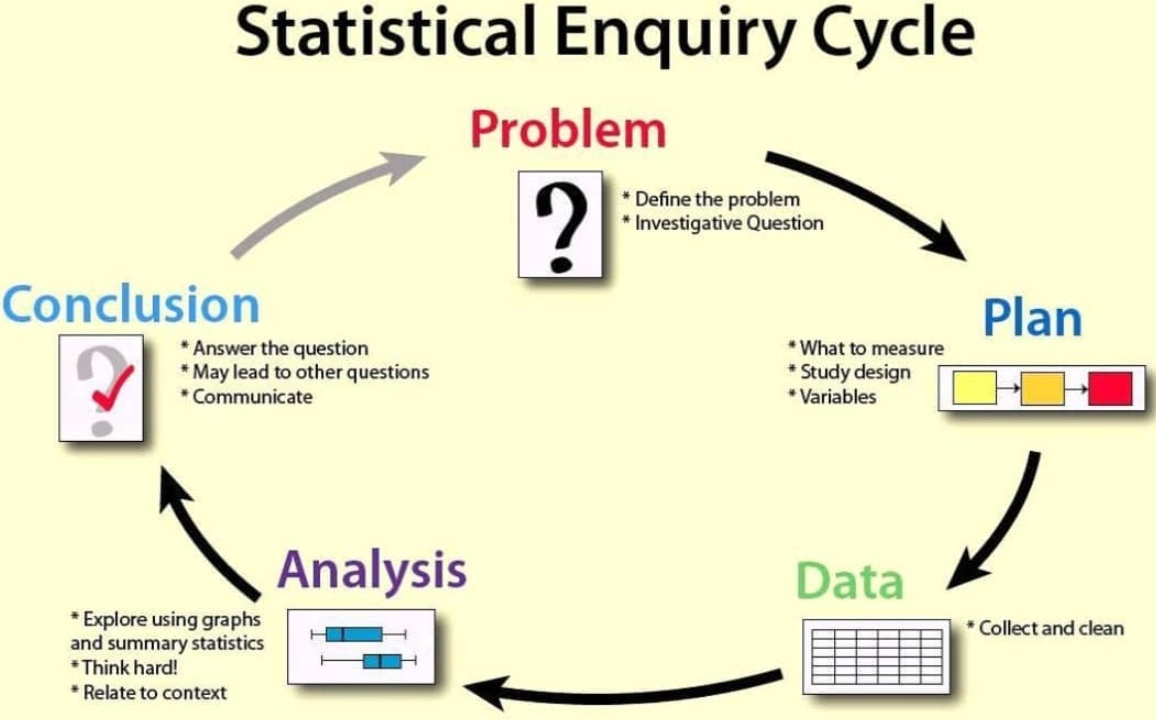 Statistical Enquiry Cycle
Problem
?
* Define the problem
* Investigative Question
Plan
* What to measure
* Study design
* Variables
Data
* Collect and clean
Analysis
* Explore using graphs
and summary statistics
* Think hard!
* Relate to context
Conclusion
?
* Answer the question
* May lead to other questions
* Communicate